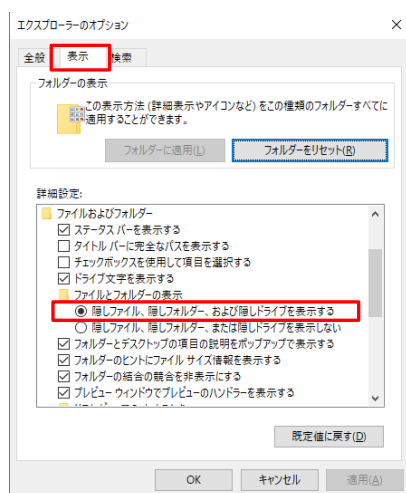 エクスプローラーのオプション
全般 表示 検索
フォルダーの表示
この表示方法 (詳細表示やアイコンなど) をこの種類のフォルダーすべてに
適用することができます。
フォルダーに適用(L) フォルダーをリセット(R)
詳細設定:
ファイルおよびフォルダー
ステータス バーを表示する
タイトル バーに完全なパスを表示する
チェックボックスを使用して項目を選択する
ドライブ文字を表示する
ファイルとフォルダーの表示
隠しファイル、隠しフォルダー、および隠しドライブを表示する
隠しファイル、隠しフォルダー、または隠しドライブを表示しない
フォルダーとデスクトップの項目の説明をポップアップで表示する
フォルダーのヒントにファイル サイズ情報を表示する
フォルダーの結合の競合を非表示にする
プレビュー ウィンドウでプレビューのハンドラーを表示する
既定値に戻す(D)
OK キャンセル 適用(A)